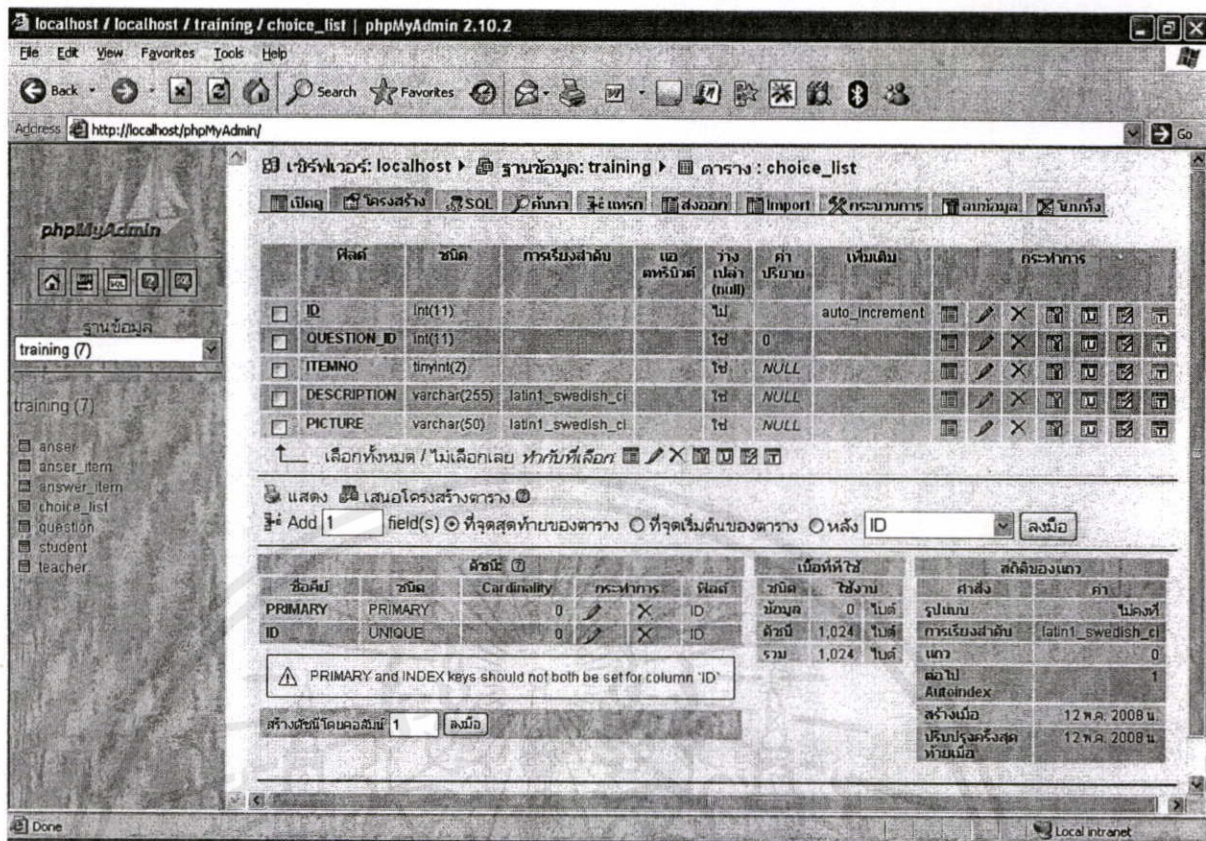 localhost / localhost / training / choice_list | phpMyAdmin 2.10.2
File Edit View Favorites Tools Help
Back Search Favorites
Address http://localhost/phpMyAdmin/ Go
phpMyAdmin
ฐานข้อมูล
training (7)
training (7)
anser
anser_item
answer_item
choice_list
question
student
teacher
เซิร์ฟเวอร์: localhost ฐานข้อมูล: training ตาราง : choice_list
เปิดดู โครงสร้าง SQL ค้นหา แทรก ส่งออก Import กระบวนการ ลบข้อมูล โยนทิ้ง
ฟิลด์ ชนิด การเรียงลำดับ แอตทริบิวต์ ว่างเปล่า (null) ค่าปริยาย เพิ่มเติม กระทำการ
ID int(11) ไม่ auto_increment
QUESTION_ID int(11) ใช่ 0
ITEMNO tinyint(2) ใช่ NULL
DESCRIPTION varchar(255) latin1_swedish_ci ใช่ NULL
PICTURE varchar(50) latin1_swedish_ci ใช่ NULL
เลือกทั้งหมด / ไม่เลือกเลย ทำกับที่เลือก
แสดง เสนอโครงสร้างตาราง
Add 1 field(s) ที่จุดสุดท้ายของตาราง ที่จุดเริ่มต้นของตาราง หลัง ID ลงมือ
ดัชนี:
ชื่อคีย์ ชนิด Cardinality กระทำการ ฟิลด์
PRIMARY PRIMARY 0 ID
ID UNIQUE 0 ID
PRIMARY and INDEX keys should not both be set for column `ID`
สร้างดัชนีโดยคอลัมน์ 1 ลงมือ
เนื้อที่ที่ใช้
ชนิด ใช้งาน
ข้อมูล 0 ไบต์
ดัชนี 1,024 ไบต์
รวม 1,024 ไบต์
สถิติของแถว
คำสั่ง ค่า
รูปแบบ ไม่คงที่
การเรียงลำดับ latin1_swedish_ci
แถว 0
ต่อไป Autoindex 1
สร้างเมื่อ 12 พ.ค. 2008 น.
ปรับปรุงครั้งสุดท้ายเมื่อ 12 พ.ค. 2008 น.
Done Local intranet